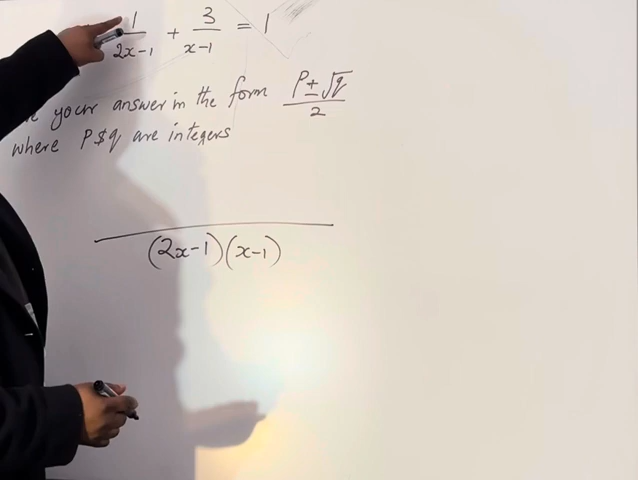 1/(2x-1) + 3/(x-1) = 1
your answer in the form (P±√q)/2
where P$q are integers
(2x-1)(x-1)